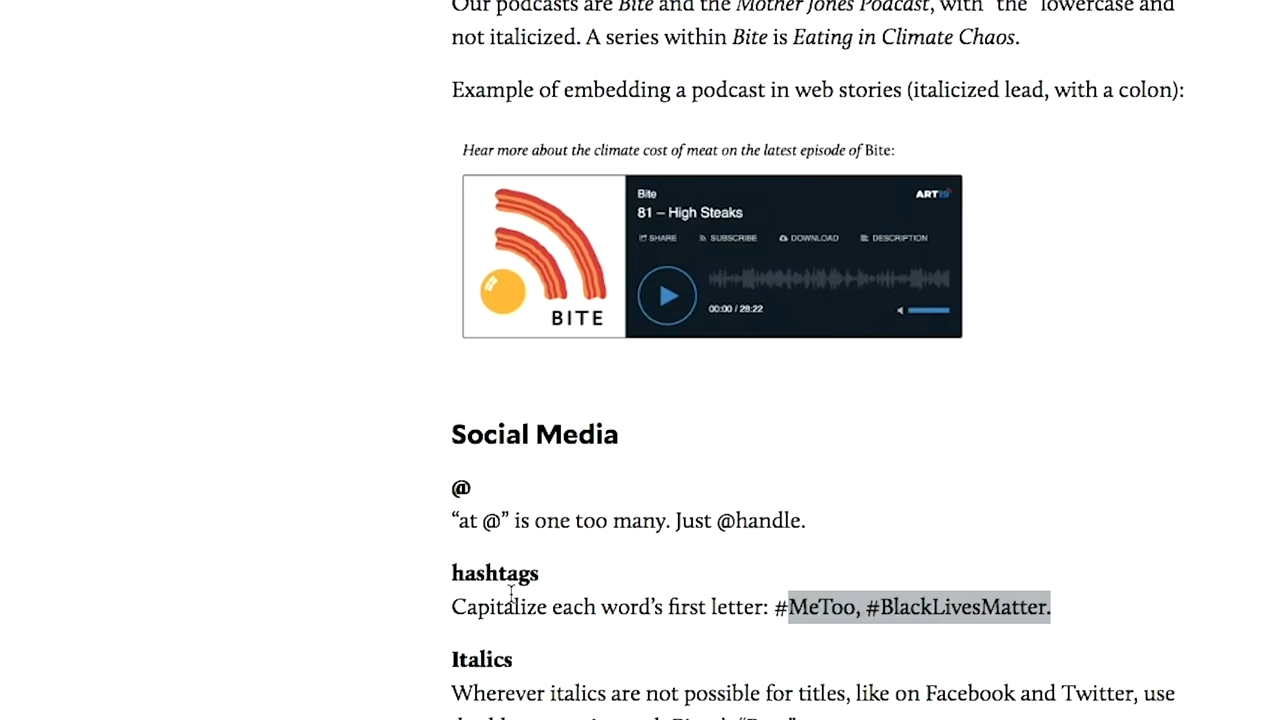 Our podcasts are Bite and the Mother Jones Podcast, with "the" lowercase and
not italicized. A series within Bite is Eating in Climate Chaos.
Example of embedding a podcast in web stories (italicized lead, with a colon):
Hear more about the climate cost of meat on the latest episode of Bite:
Bite
ART19
81 – High Steaks
SHARE SUBSCRIBE DOWNLOAD DESCRIPTION
00:00 / 28:22
BITE
Social Media
@
“at @” is one too many. Just @handle.
hashtags
Capitalize each word’s first letter: #MeToo, #BlackLivesMatter.
Italics
Wherever italics are not possible for titles, like on Facebook and Twitter, use